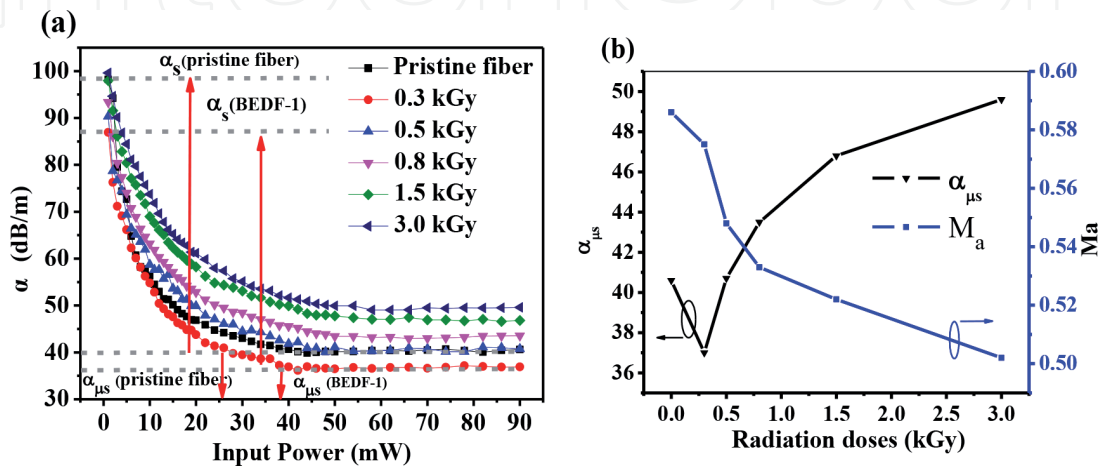 (a)
α (dB/m)
100
90
80
70
60
50
40
30
0 10 20 30 40 50 60 70 80 90
Input Power (mW)
αs(pristine fiber)
αs(BEDF-1)
αμs (pristine fiber)
αμs (BEDF-1)
Pristine fiber
0.3 kGy
0.5 kGy
0.8 kGy
1.5 kGy
3.0 kGy
(b)
αμs
50
48
46
44
42
40
38
36
0.0 0.5 1.0 1.5 2.0 2.5 3.0
Radiation doses (kGy)
αμs
Ma
0.60
0.58
0.56
0.54
0.52
0.50
Ma